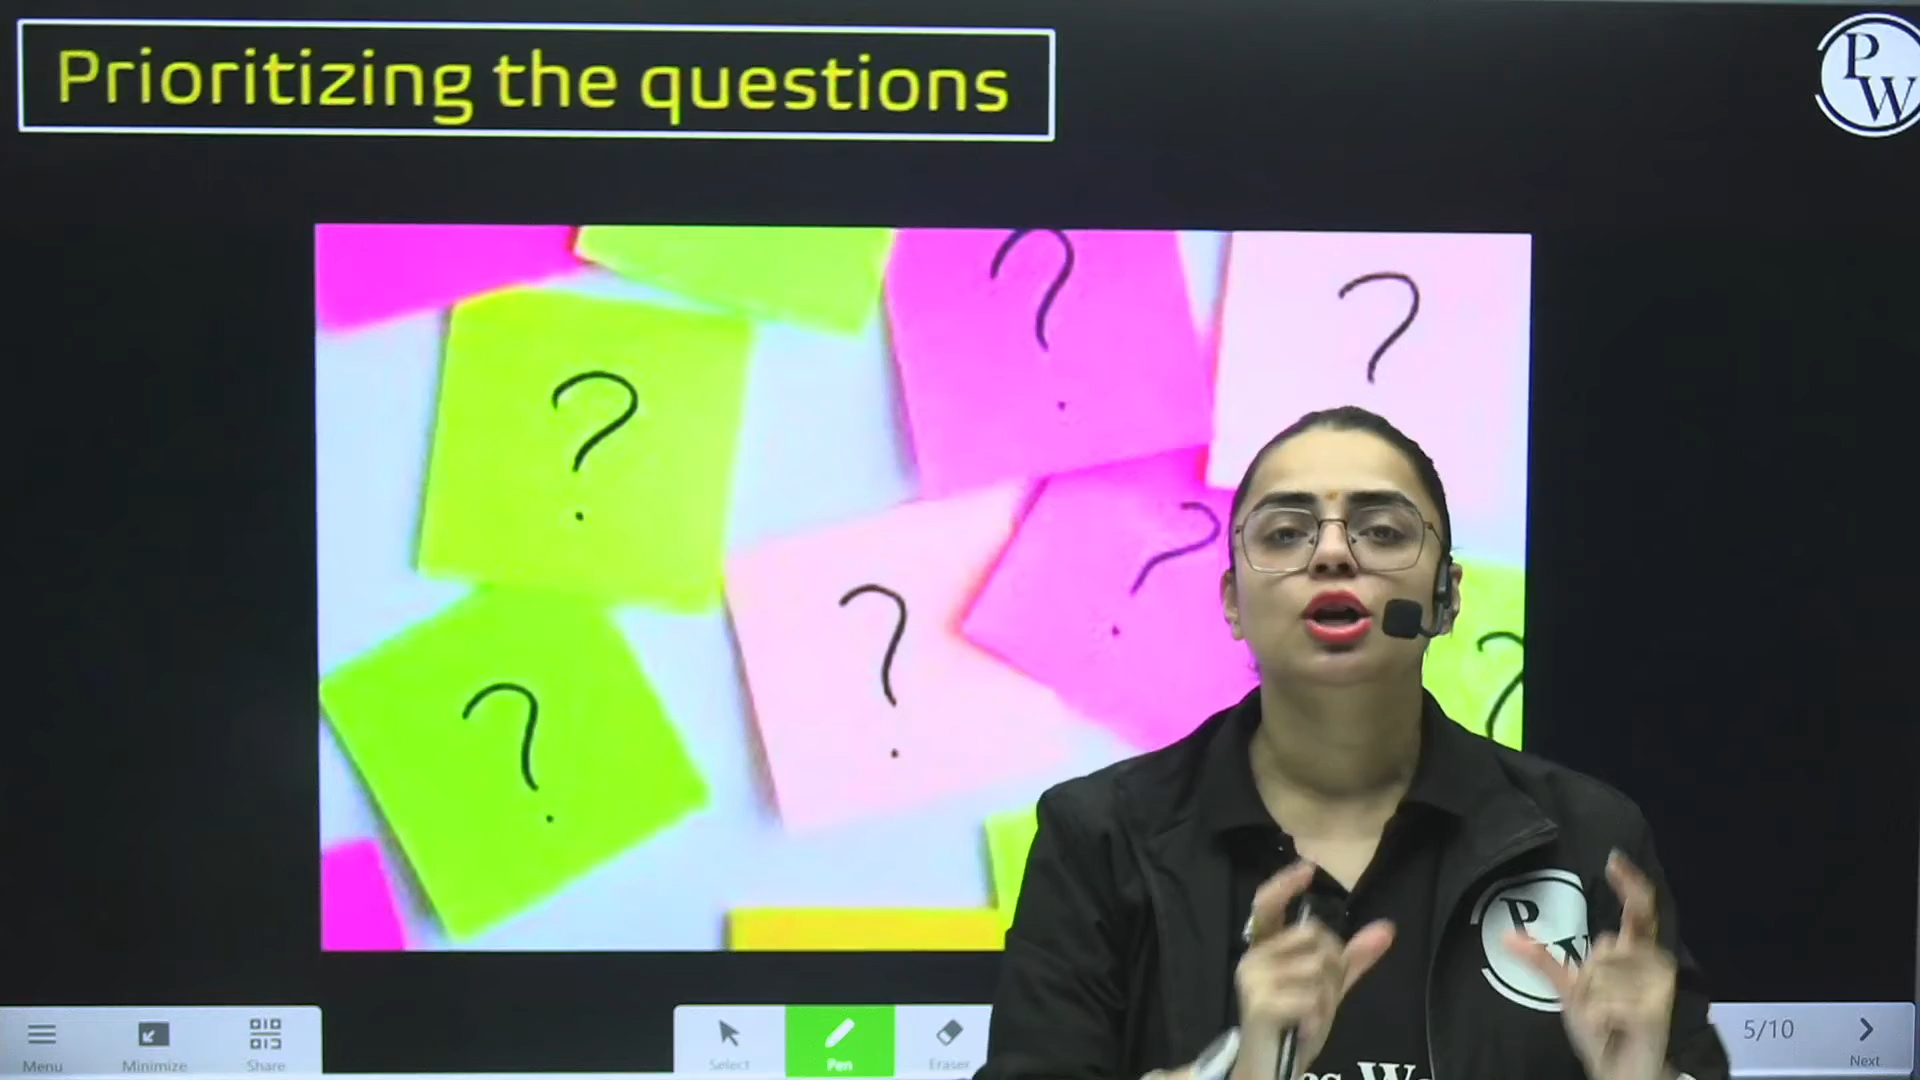 Prioritizing the questions
P
W
?
?
?
?
?
?
?
P
W
Menu
Minimize
Share
Select
Pen
Eraser
5/10
Next